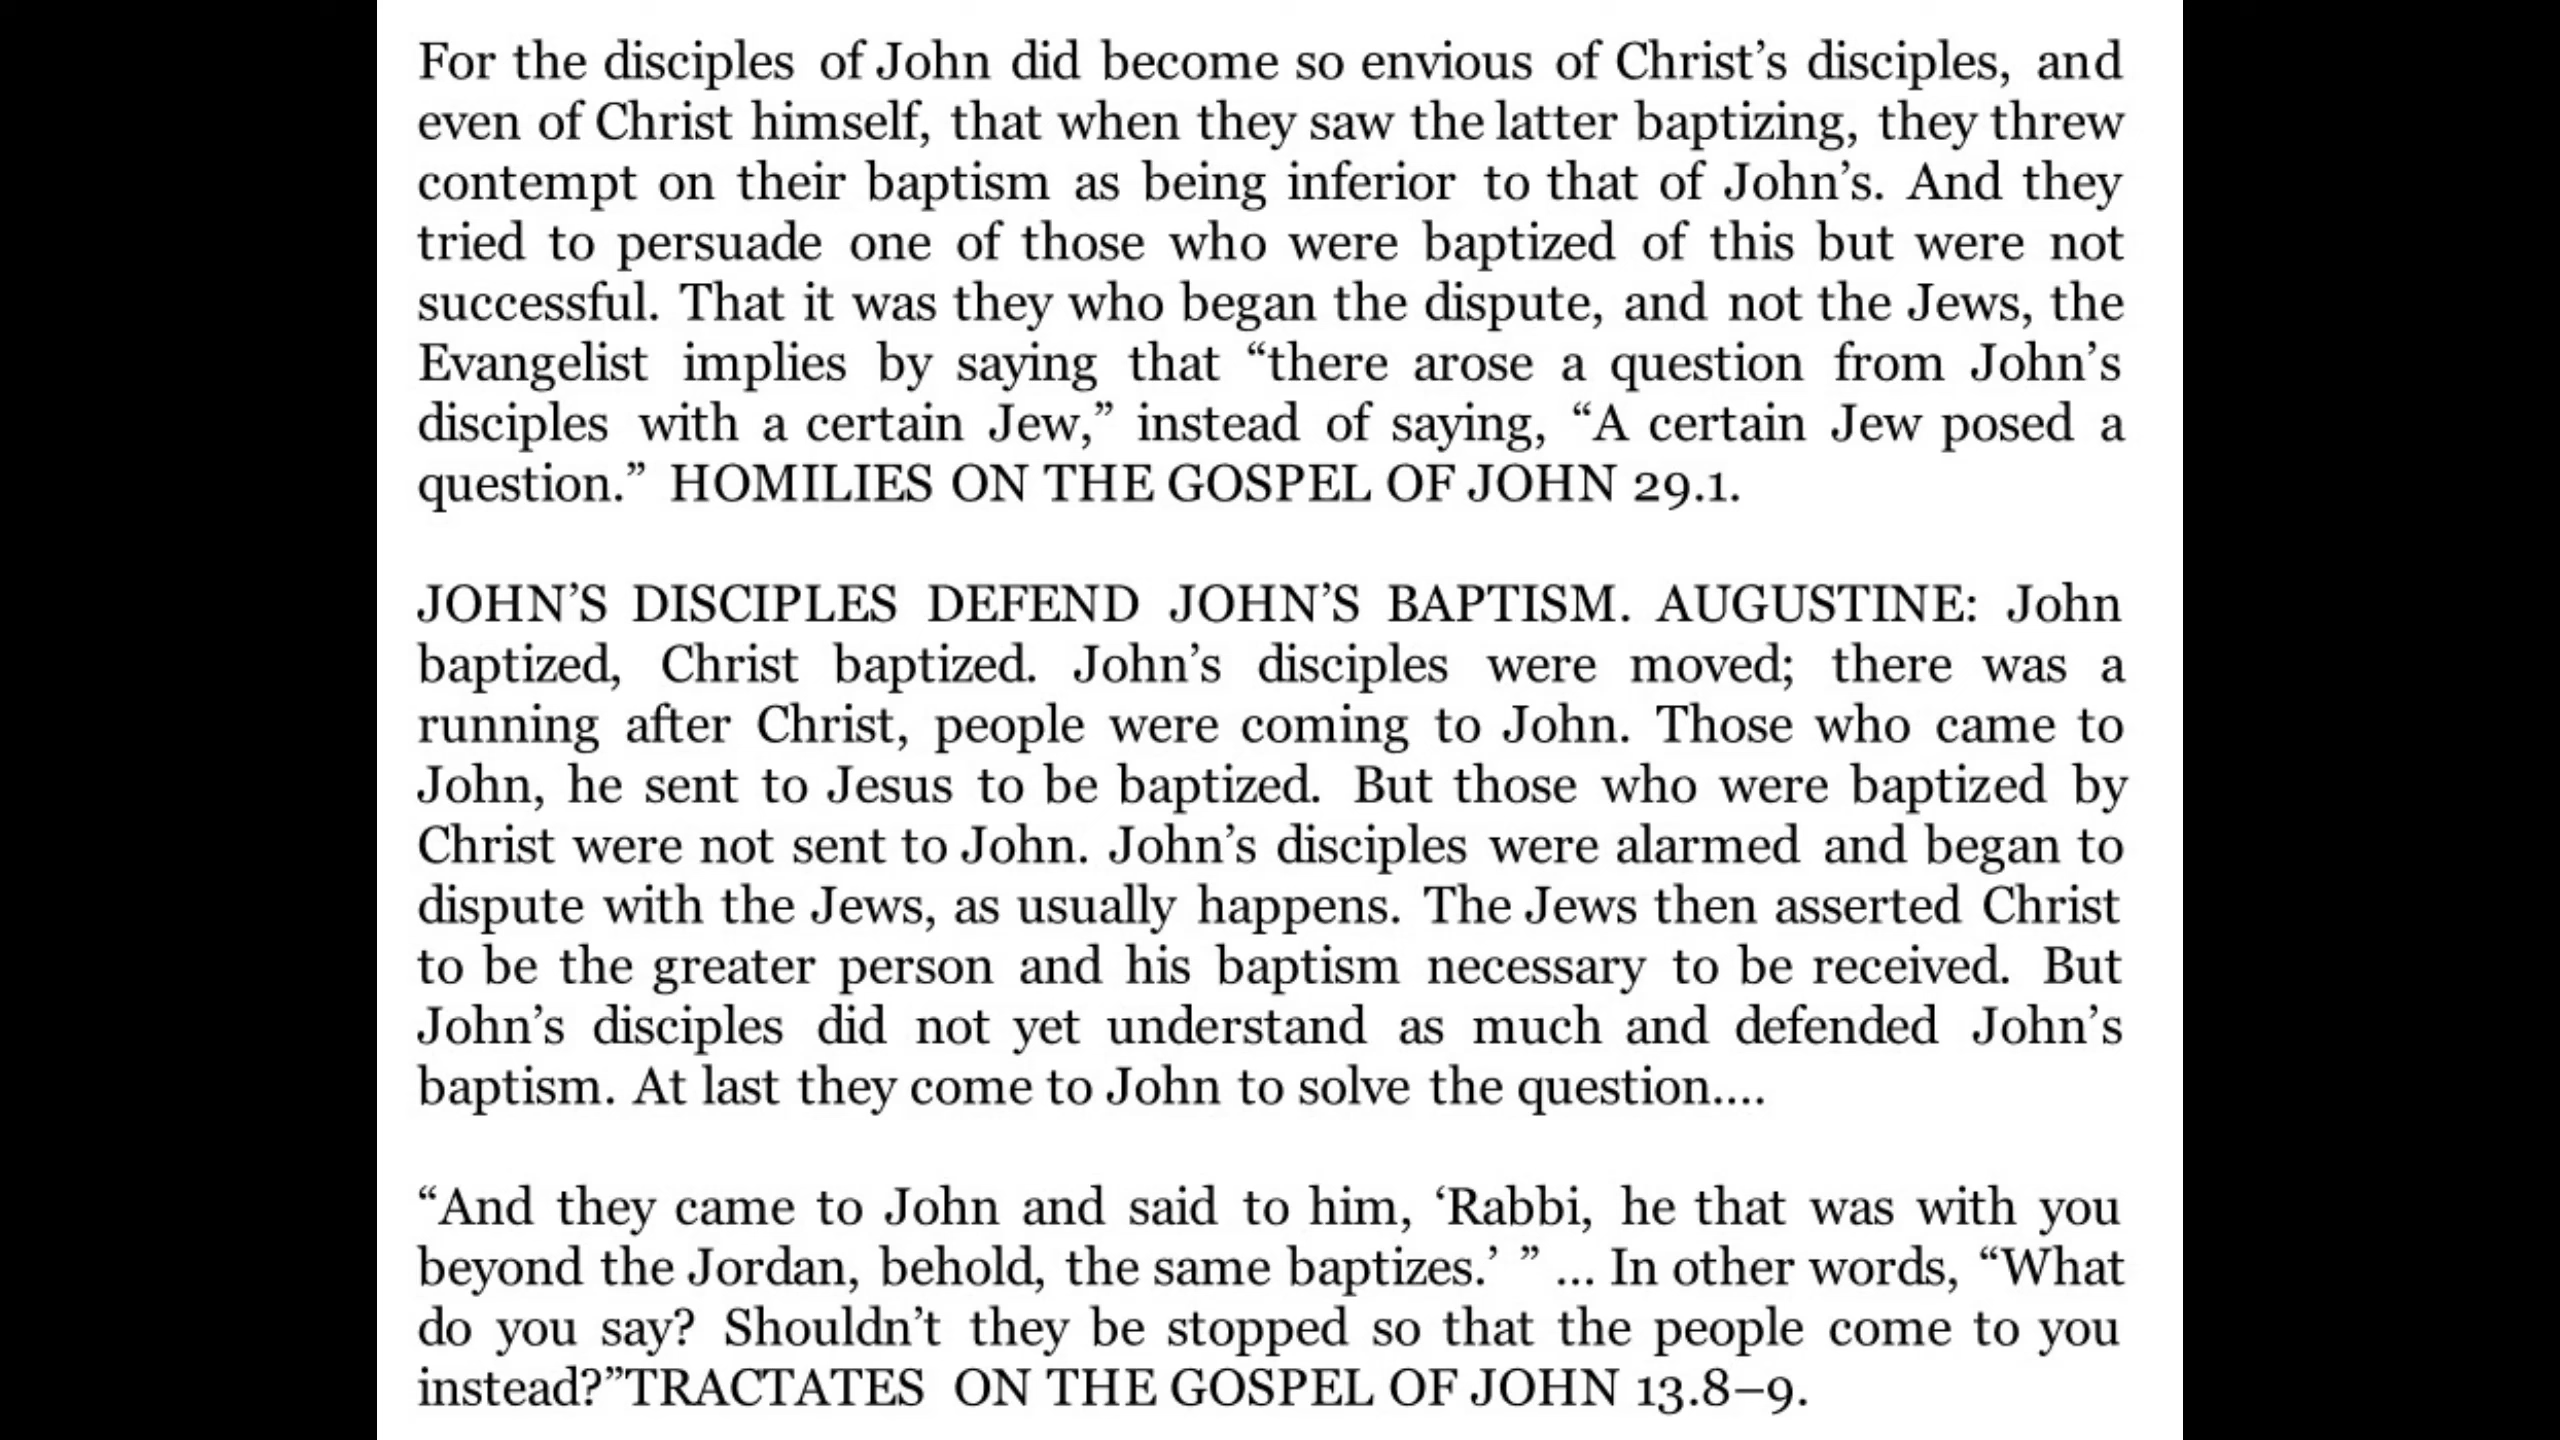 For the disciples of John did become so envious of Christ’s disciples, and
even of Christ himself, that when they saw the latter baptizing, they threw
contempt on their baptism as being inferior to that of John’s. And they
tried to persuade one of those who were baptized of this but were not
successful. That it was they who began the dispute, and not the Jews, the
Evangelist implies by saying that “there arose a question from John’s
disciples with a certain Jew,” instead of saying, “A certain Jew posed a
question.” HOMILIES ON THE GOSPEL OF JOHN 29.1.
JOHN’S DISCIPLES DEFEND JOHN’S BAPTISM. AUGUSTINE: John
baptized, Christ baptized. John’s disciples were moved; there was a
running after Christ, people were coming to John. Those who came to
John, he sent to Jesus to be baptized. But those who were baptized by
Christ were not sent to John. John’s disciples were alarmed and began to
dispute with the Jews, as usually happens. The Jews then asserted Christ
to be the greater person and his baptism necessary to be received. But
John’s disciples did not yet understand as much and defended John’s
baptism. At last they come to John to solve the question....
“And they came to John and said to him, ‘Rabbi, he that was with you
beyond the Jordan, behold, the same baptizes.’ ” ... In other words, “What
do you say? Shouldn’t they be stopped so that the people come to you
instead?”TRACTATES ON THE GOSPEL OF JOHN 13.8–9.